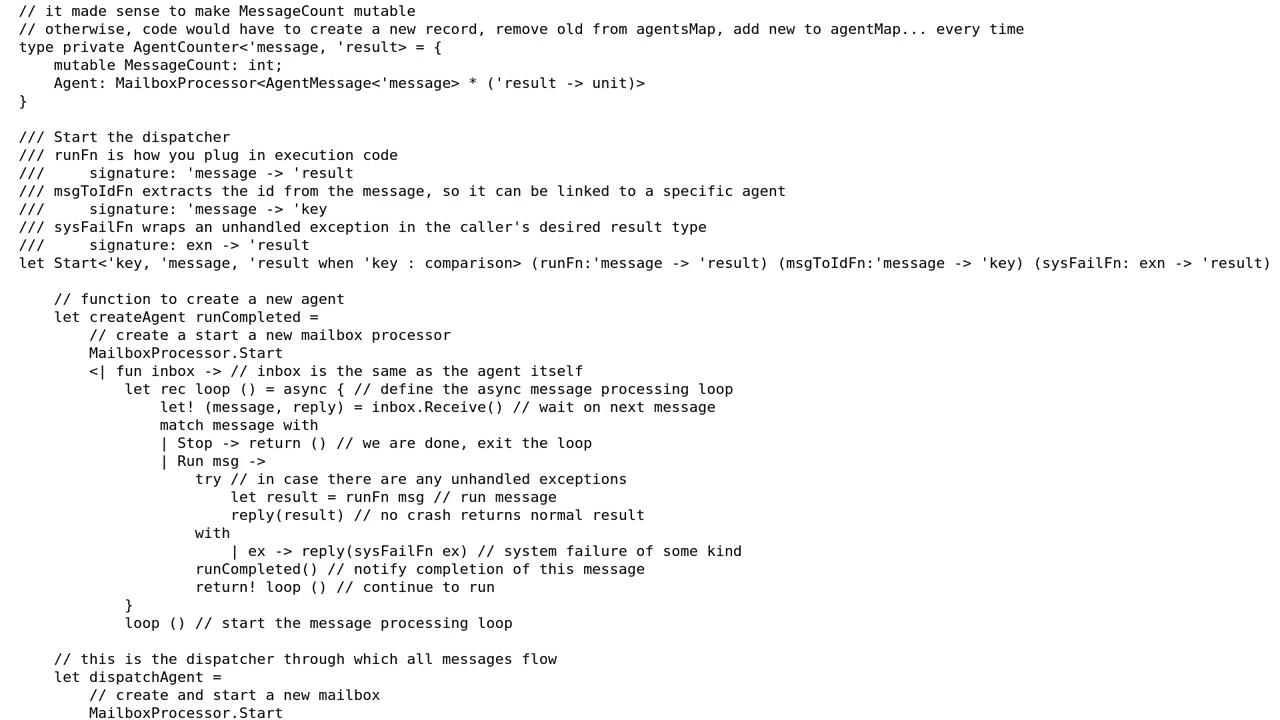 // it made sense to make MessageCount mutable
// otherwise, code would have to create a new record, remove old from agentsMap, add new to agentMap... every time
type private AgentCounter<'message, 'result> = {
    mutable MessageCount: int;
    Agent: MailboxProcessor<AgentMessage<'message> * ('result -> unit)>
}

/// Start the dispatcher
/// runFn is how you plug in execution code
///     signature: 'message -> 'result
/// msgToIdFn extracts the id from the message, so it can be linked to a specific agent
///     signature: 'message -> 'key
/// sysFailFn wraps an unhandled exception in the caller's desired result type
///     signature: exn -> 'result
let Start<'key, 'message, 'result when 'key : comparison> (runFn:'message -> 'result) (msgToIdFn:'message -> 'key) (sysFailFn: exn -> 'result)

    // function to create a new agent
    let createAgent runCompleted =
        // create a start a new mailbox processor
        MailboxProcessor.Start
        <| fun inbox -> // inbox is the same as the agent itself
            let rec loop () = async { // define the async message processing loop
                let! (message, reply) = inbox.Receive() // wait on next message
                match message with
                | Stop -> return () // we are done, exit the loop
                | Run msg ->
                    try // in case there are any unhandled exceptions
                        let result = runFn msg // run message
                        reply(result) // no crash returns normal result
                    with
                        | ex -> reply(sysFailFn ex) // system failure of some kind
                    runCompleted() // notify completion of this message
                    return! loop () // continue to run
            }
            loop () // start the message processing loop

    // this is the dispatcher through which all messages flow
    let dispatchAgent =
        // create and start a new mailbox
        MailboxProcessor.Start